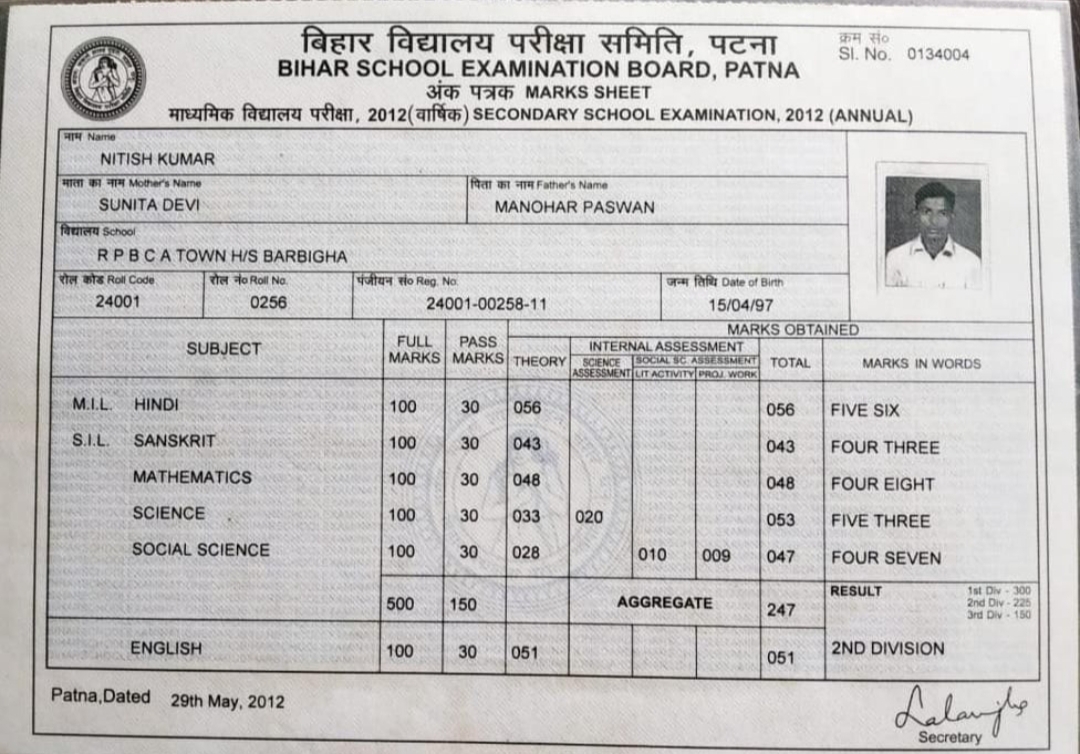 बिहार विद्यालय परीक्षा समिति, पटना
क्रम सं०
Sl. No. 0134004
BIHAR SCHOOL EXAMINATION BOARD, PATNA
अंक पत्रक MARKS SHEET
माध्यमिक विद्यालय परीक्षा, 2012(वार्षिक) SECONDARY SCHOOL EXAMINATION, 2012 (ANNUAL)
नाम Name
NITISH KUMAR
माता का नाम Mother's Name पिता का नाम Father's Name
SUNITA DEVI MANOHAR PASWAN
विद्यालय School
R P B C A TOWN H/S BARBIGHA
रोल कोड Roll Code रोल नं० Roll No. पंजीयन सं० Reg. No. जन्म तिथि Date of Birth
24001 0256 24001-00258-11 15/04/97
SUBJECT FULL MARKS PASS MARKS MARKS OBTAINED
THEORY INTERNAL ASSESSMENT TOTAL MARKS IN WORDS
SCIENCE ASSESSMENT SOCIAL SC. ASSESSMENT
LIT ACTIVITY PROJ. WORK
M.I.L. HINDI 100 30 056 056 FIVE SIX
S.I.L. SANSKRIT 100 30 043 043 FOUR THREE
MATHEMATICS 100 30 048 048 FOUR EIGHT
SCIENCE 100 30 033 020 053 FIVE THREE
SOCIAL SCIENCE 100 30 028 010 009 047 FOUR SEVEN
500 150 AGGREGATE 247 RESULT
1st Div - 300
2nd Div - 225
3rd Div - 150
ENGLISH 100 30 051 051 2ND DIVISION
Patna,Dated 29th May, 2012
Secretary